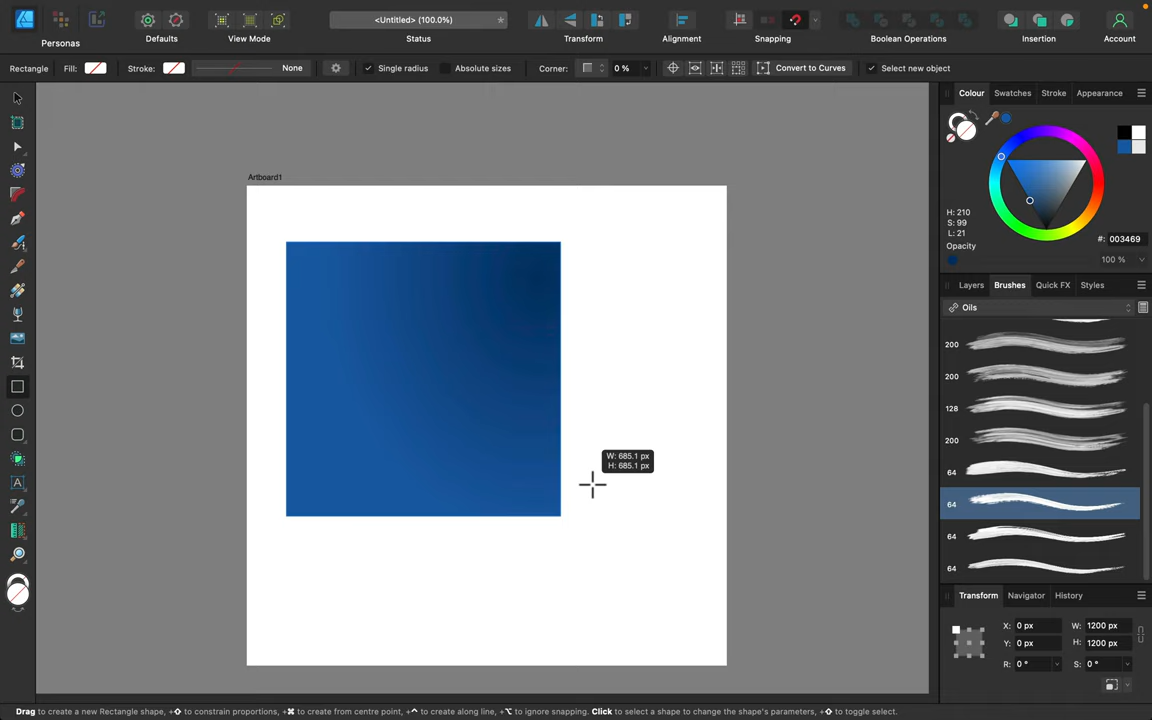 <Untitled> (100.0%)
*
Personas
Defaults
View Mode
Status
Transform
Alignment
Snapping
Boolean Operations
Insertion
Account
Rectangle
Fill:
Stroke:
None
Single radius
Absolute sizes
Corner:
0 %
Convert to Curves
Select new object
Colour
Swatches
Stroke
Appearance
H: 210
S: 99
L: 21
#: 003469
Opacity
100 %
Layers
Brushes
Quick FX
Styles
Oils
200
200
128
200
64
64
64
64
Artboard1
W: 685.1 px
H: 685.1 px
A
Transform
Navigator
History
X: 0 px
W: 1200 px
Y: 0 px
H: 1200 px
R: 0 °
S: 0 °
Drag to create a new Rectangle shape, +⇧ to constrain proportions, +⌘ to create from centre point, +⌃ to create along line, +⌥ to ignore snapping. Click to select a shape to change the shape's parameters, +⇧ to toggle select.